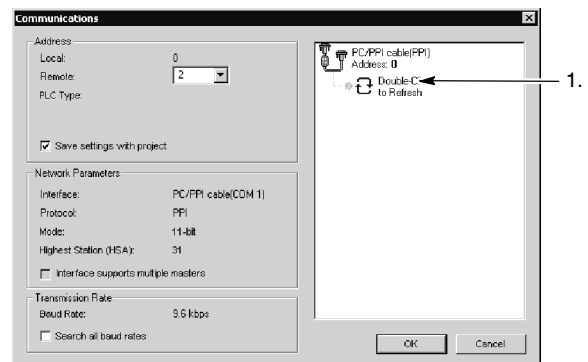 Communications
Address
Local: 0
Remote: 2
PLC Type:
Save settings with project
Network Parameters
Interface: PC/PPI cable(COM 1)
Protocol: PPI
Mode: 11-bit
Highest Station (HSA): 31
Interface supports multiple masters
Transmission Rate
Baud Rate: 9.6 kbps
Search all baud rates
PC/PPI cable(PPI)
Address: 0
Double-C
to Refresh
1.
OK
Cancel